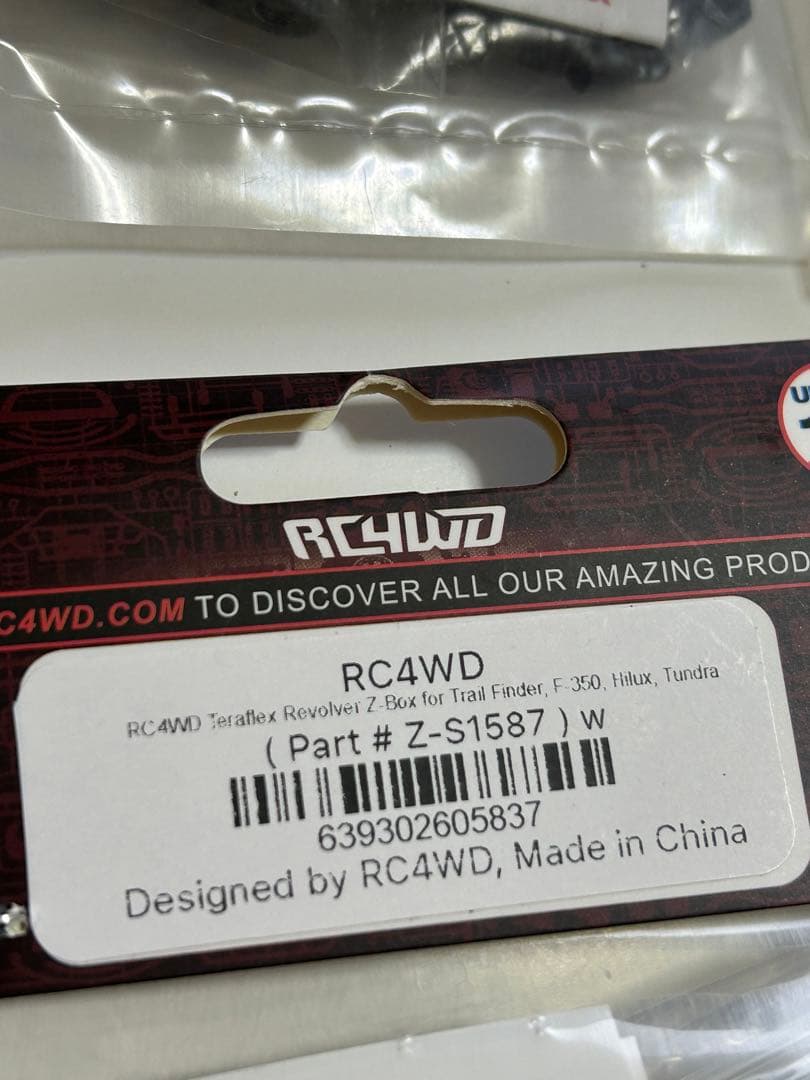 U
RC4WD
C4WD.COM TO DISCOVER ALL OUR AMAZING PROD
RC4WD
RC4WD Teraflex Revolver Z-Box for Trail Finder, F-350, Hilux, Tundra
( Part # Z-S1587 ) W
639302605837
Designed by RC4WD, Made in China